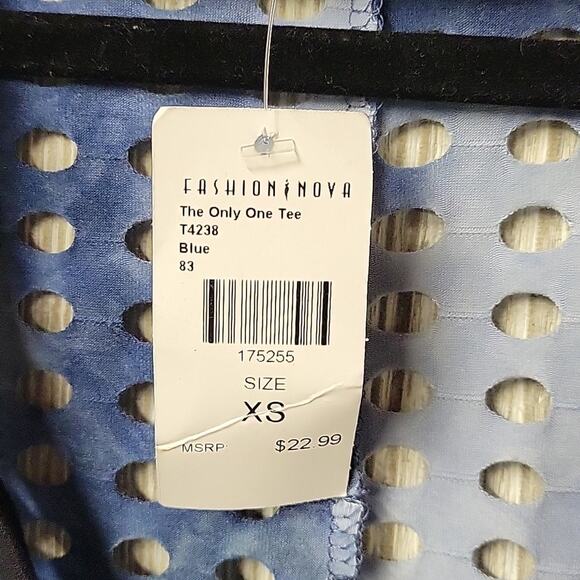 FASHION NOVA
The Only One Tee
T4238
Blue
83
175255
SIZE
XS
MSRP $22.99